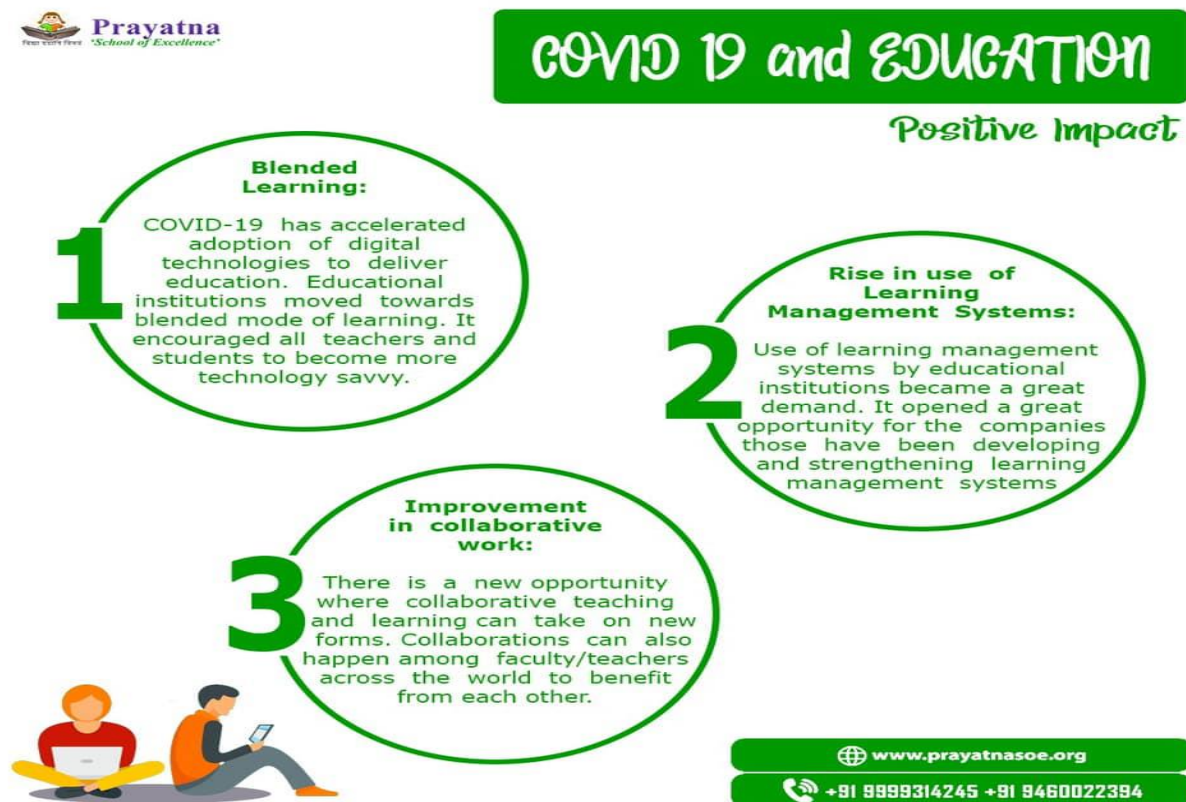 Prayatna
'School of Excellence'
विद्या ददाति विनयं
COVID 19 and EDUCATION
Positive Impact
1
Blended
Learning:
COVID-19 has accelerated
adoption of digital
technologies to deliver
education. Educational
institutions moved towards
blended mode of learning. It
encouraged all teachers and
students to become more
technology savvy.
2
Rise in use of
Learning
Management Systems:
Use of learning management
systems by educational
institutions became a great
demand. It opened a great
opportunity for the companies
those have been developing
and strengthening learning
management systems
3
Improvement
in collaborative
work:
There is a new opportunity
where collaborative teaching
and learning can take on new
forms. Collaborations can also
happen among faculty/teachers
across the world to benefit
from each other.
www.prayatnasoe.org
+91 9999314245 +91 9460022394